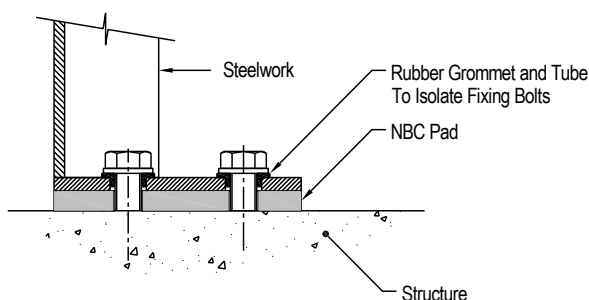 Steelwork
Rubber Grommet and Tube
To Isolate Fixing Bolts
NBC Pad
Structure